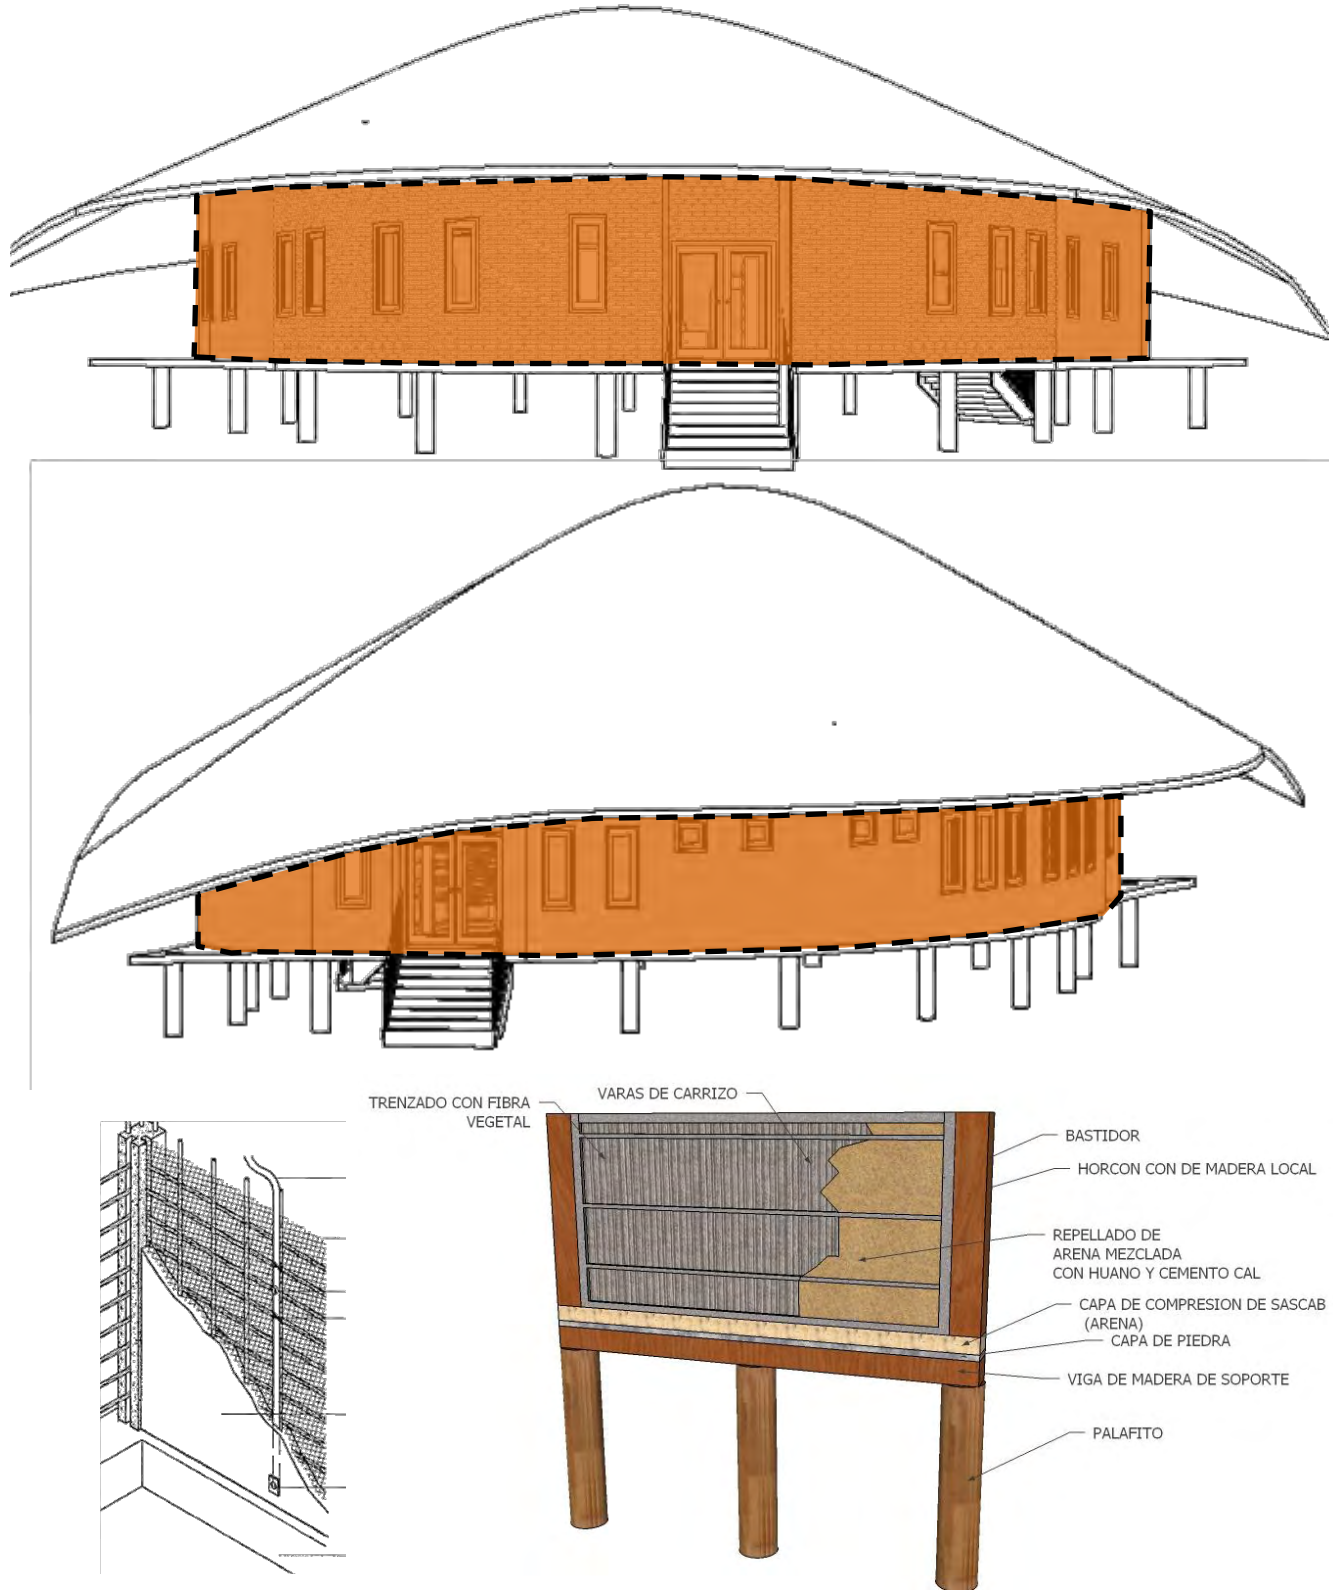 TRENZADO CON FIBRA
VEGETAL
VARAS DE CARRIZO
BASTIDOR
HORCON CON DE MADERA LOCAL
REPELLADO DE
ARENA MEZCLADA
CON HUANO Y CEMENTO CAL
CAPA DE COMPRESION DE SASCAB
(ARENA)
CAPA DE PIEDRA
VIGA DE MADERA DE SOPORTE
PALAFITO